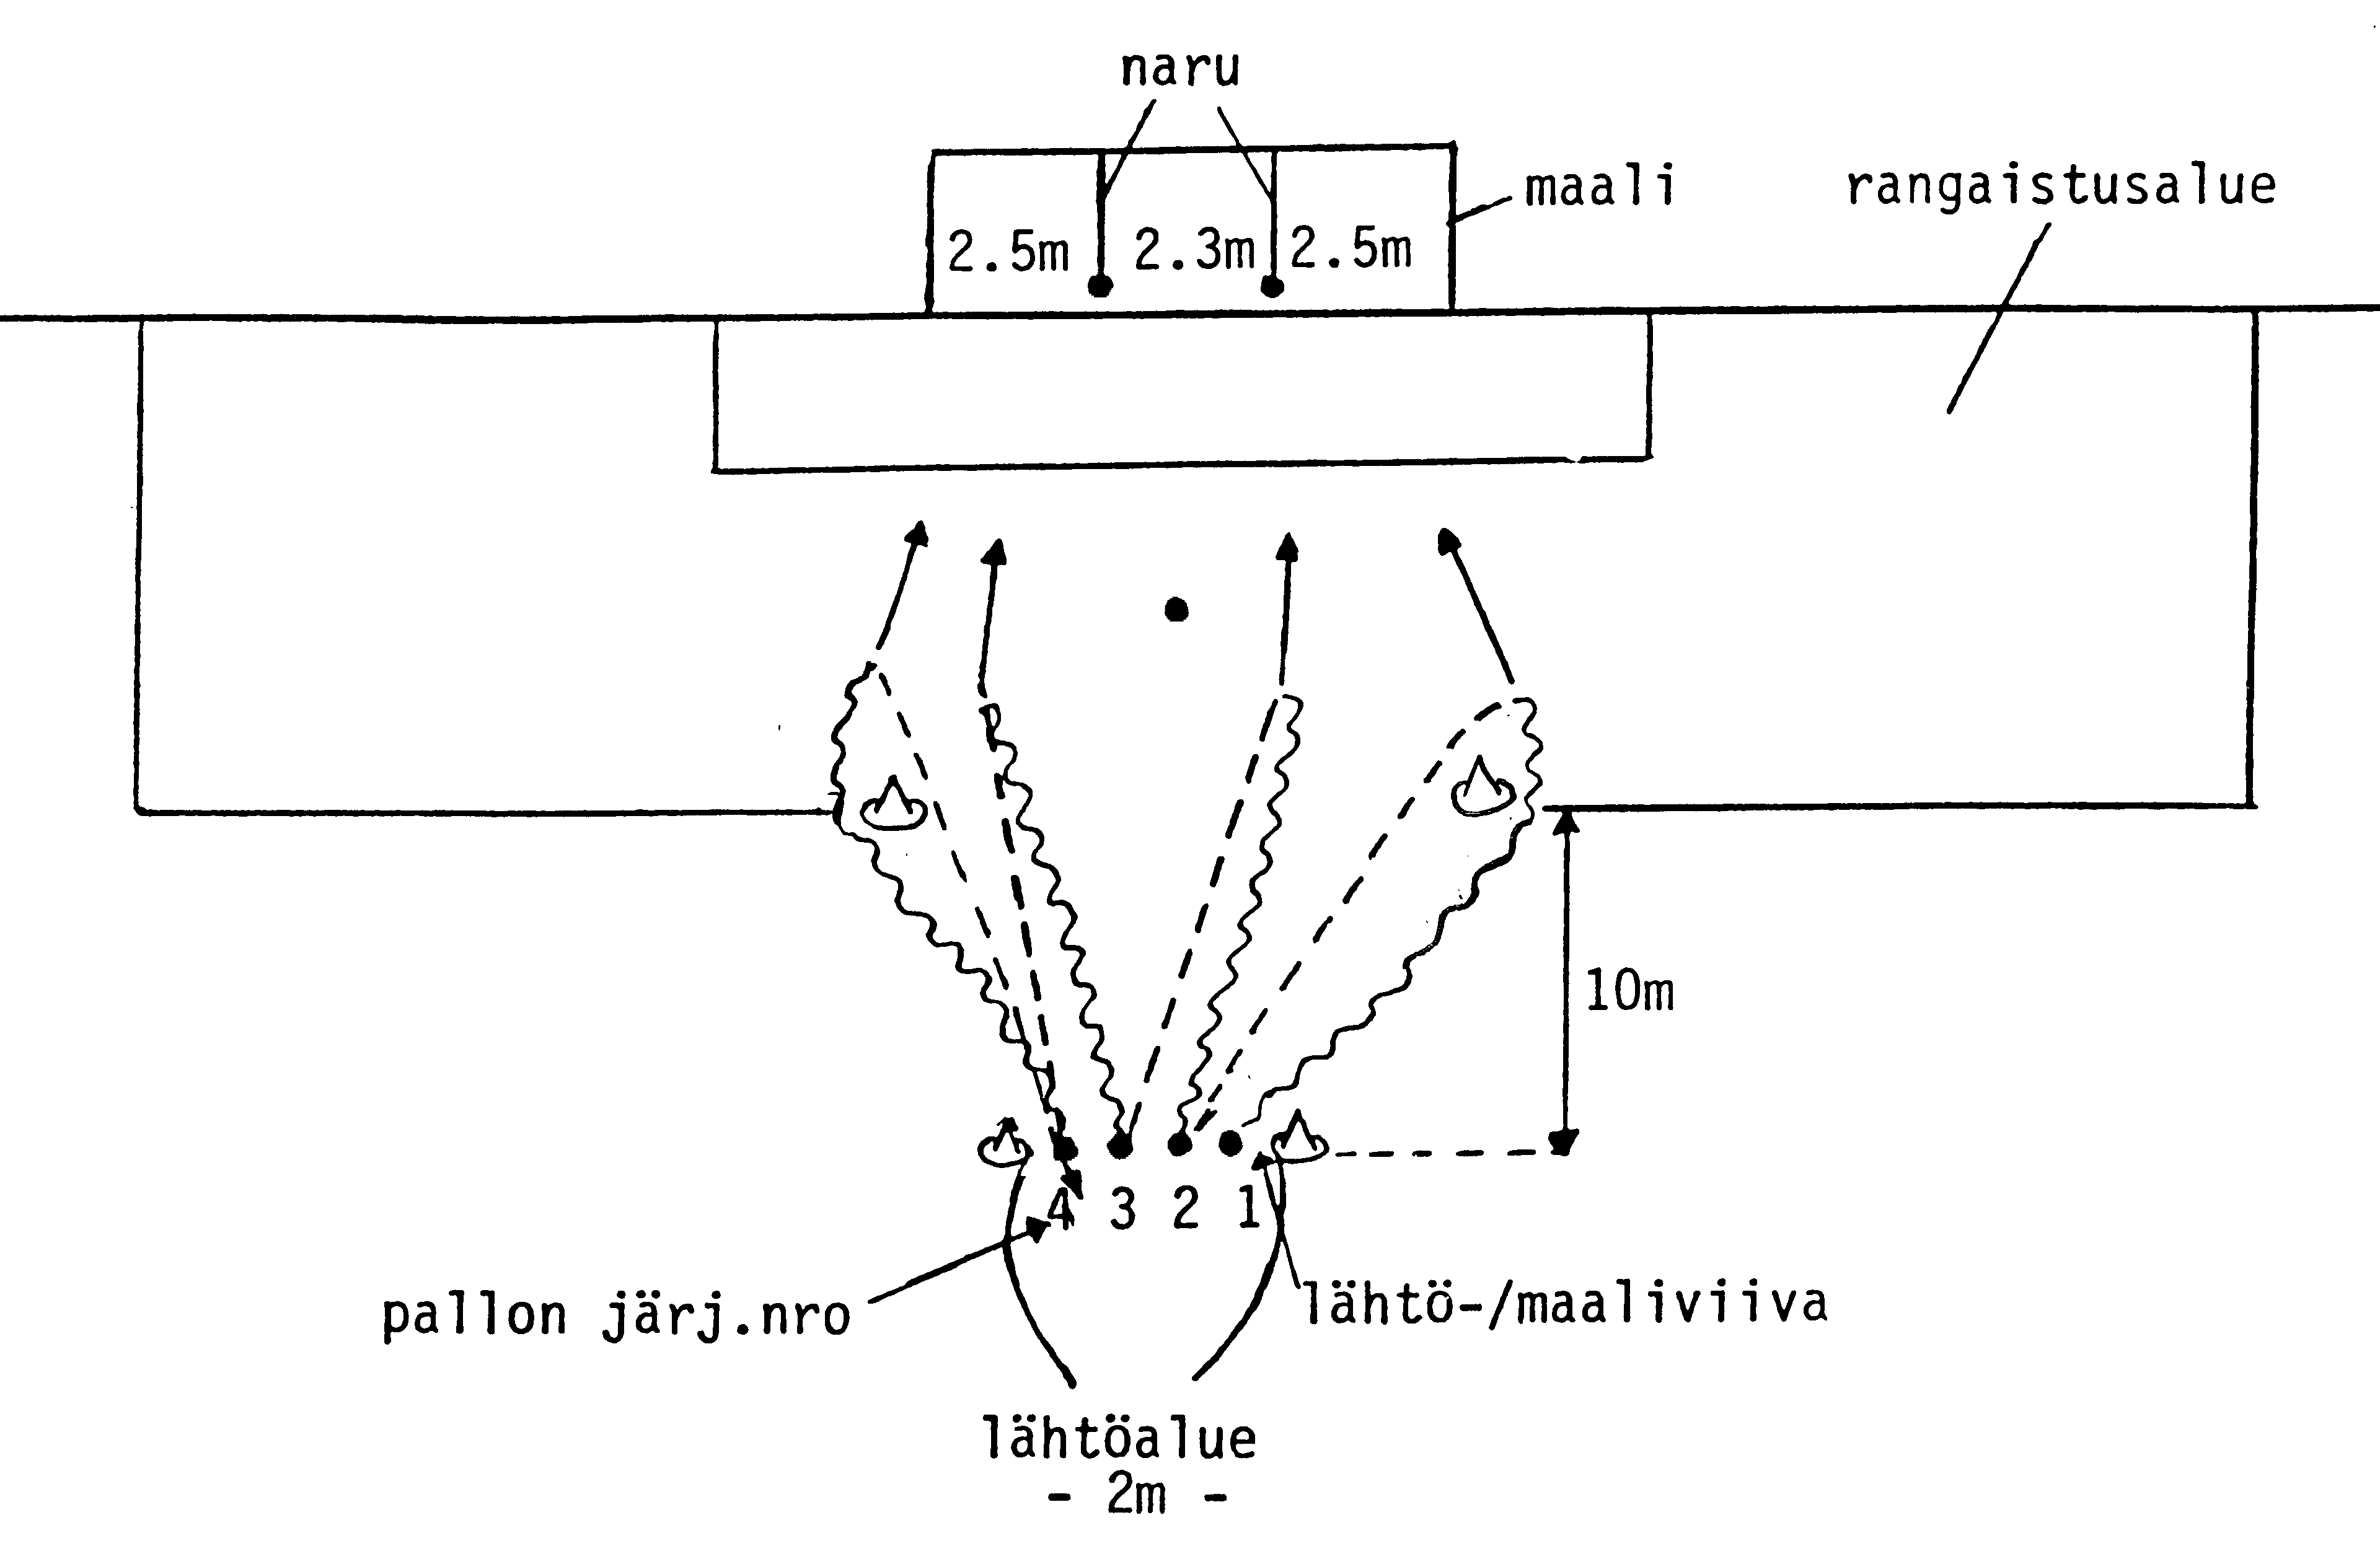 naru
maali
rangaistusalue
2.5m 2.3m 2.5m
10m
4 3 2 1
pallon järj.nro
lähtö-/maaliviiva
lähtöalue
- 2m -